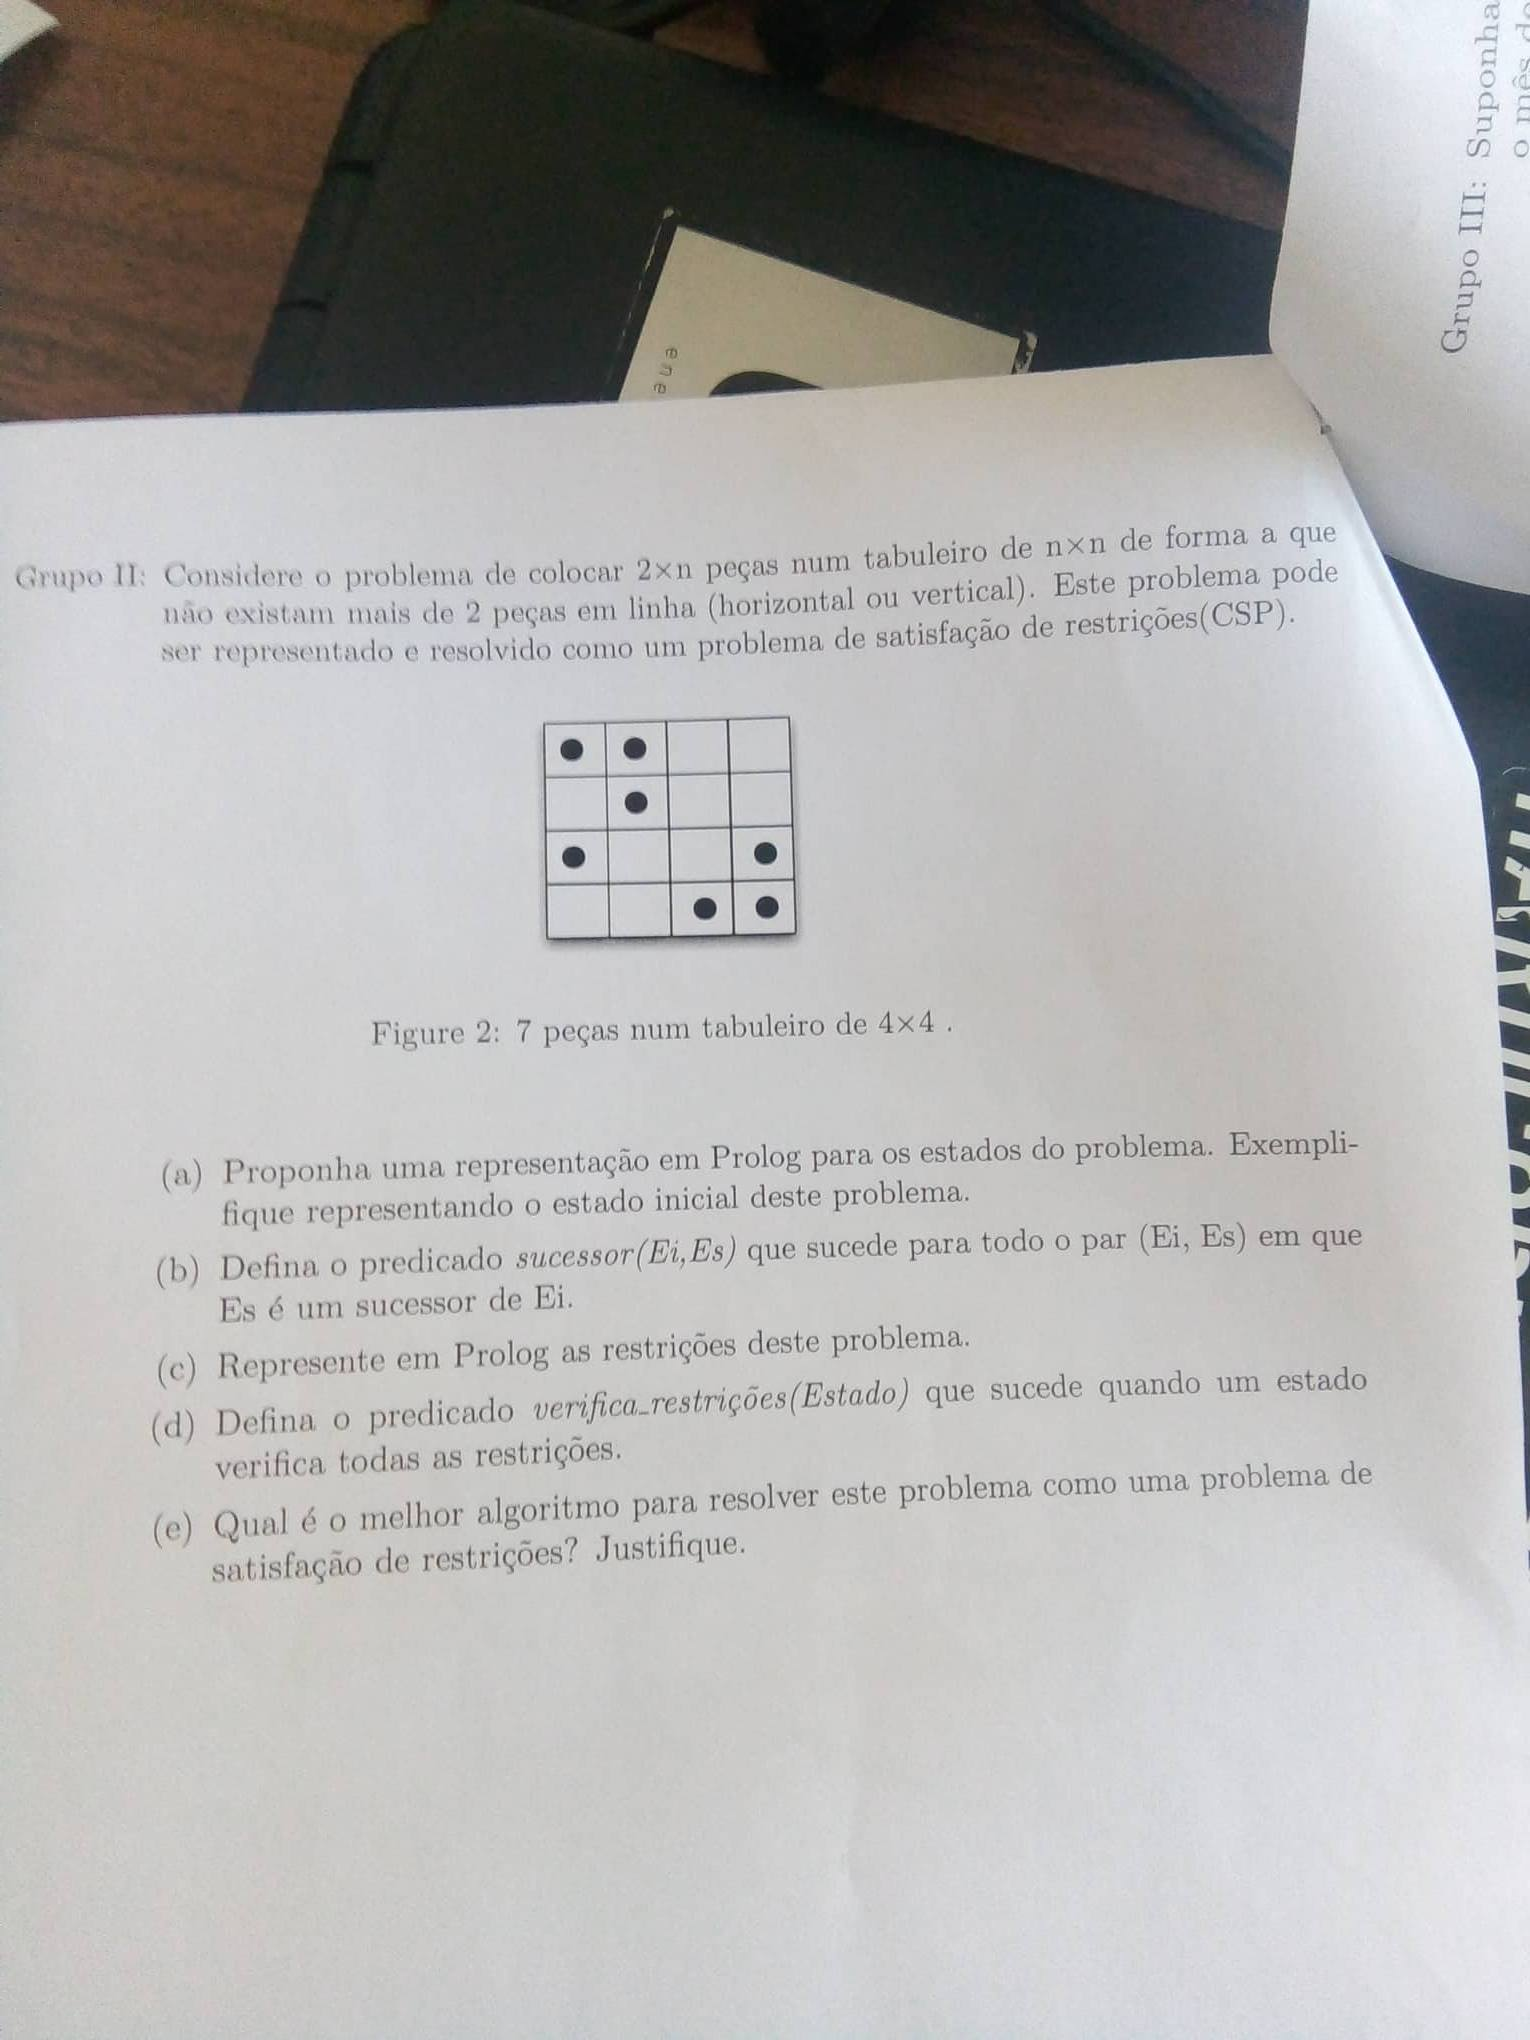 Grupo III: Suponha
o mês de
ene
Grupo II: Considere o problema de colocar 2×n peças num tabuleiro de n×n de forma a que
não existam mais de 2 peças em linha (horizontal ou vertical). Este problema pode
ser representado e resolvido como um problema de satisfação de restrições(CSP).
Figure 2: 7 peças num tabuleiro de 4×4 .
(a) Proponha uma representação em Prolog para os estados do problema. Exempli-
fique representando o estado inicial deste problema.
(b) Defina o predicado sucessor(Ei,Es) que sucede para todo o par (Ei, Es) em que
Es é um sucessor de Ei.
(c) Represente em Prolog as restrições deste problema.
(d) Defina o predicado verifica_restrições(Estado) que sucede quando um estado
verifica todas as restrições.
(e) Qual é o melhor algoritmo para resolver este problema como uma problema de
satisfação de restrições? Justifique.